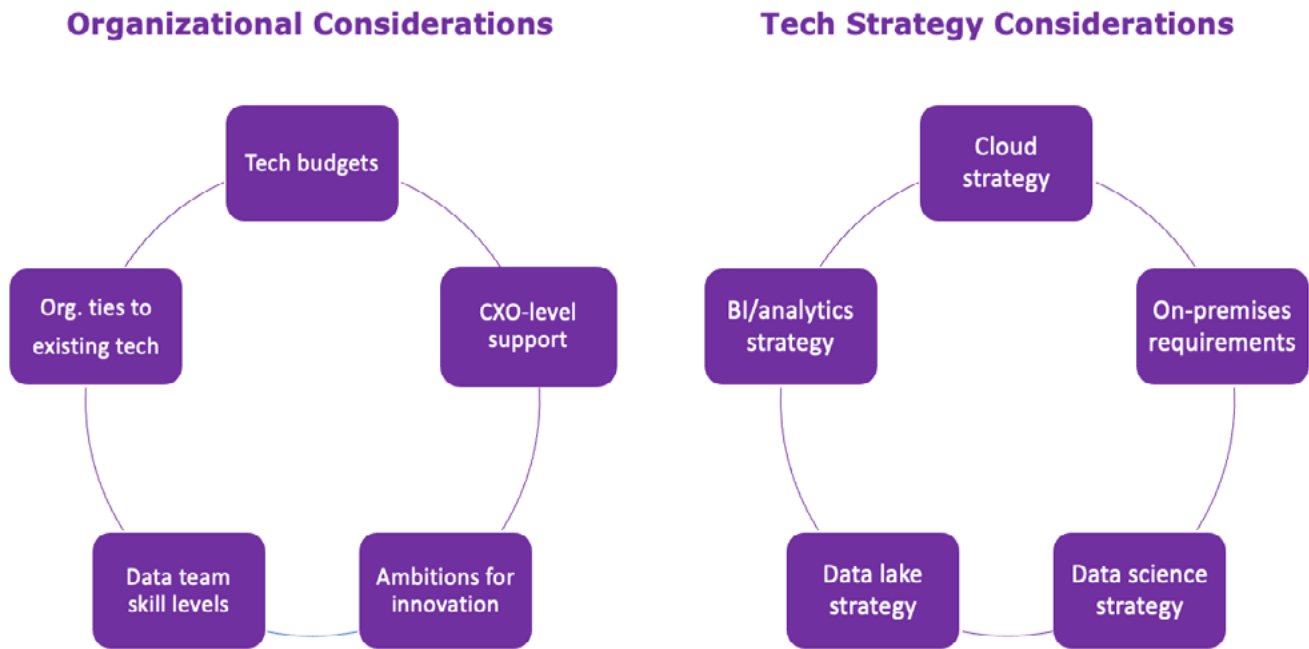 Organizational Considerations
Tech budgets
CXO-level
support
Ambitions for
innovation
Data team
skill levels
Org. ties to
existing tech
Tech Strategy Considerations
Cloud
strategy
On-premises
requirements
Data science
strategy
Data lake
strategy
BI/analytics
strategy